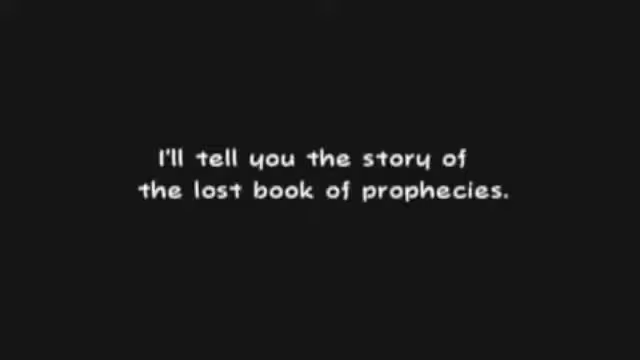 I'll tell you the story of
the lost book of prophecies.